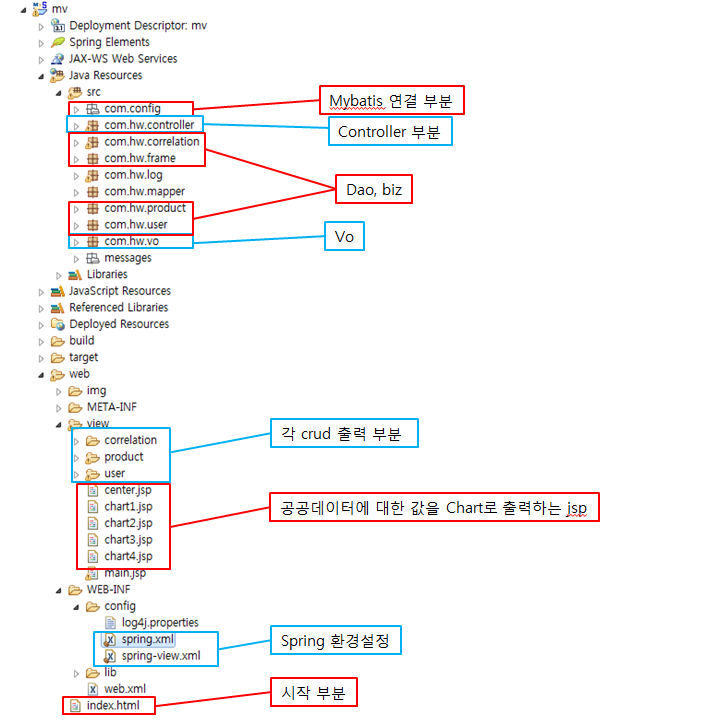 mv
Deployment Descriptor: mv
Spring Elements
JAX-WS Web Services
Java Resources
src
com.config
Mybatis 연결 부분
com.hw.controller
Controller 부분
com.hw.correlation
com.hw.frame
com.hw.log
Dao, biz
com.hw.mapper
com.hw.product
com.hw.user
com.hw.vo
Vo
messages
Libraries
JavaScript Resources
Referenced Libraries
Deployed Resources
build
target
web
img
META-INF
view
각 crud 출력 부분
correlation
product
user
center.jsp
chart1.jsp
공공데이터에 대한 값을 Chart로 출력하는 jsp
chart2.jsp
chart3.jsp
chart4.jsp
main.jsp
WEB-INF
config
log4j.properties
spring.xml
Spring 환경설정
spring-view.xml
lib
web.xml
시작 부분
index.html